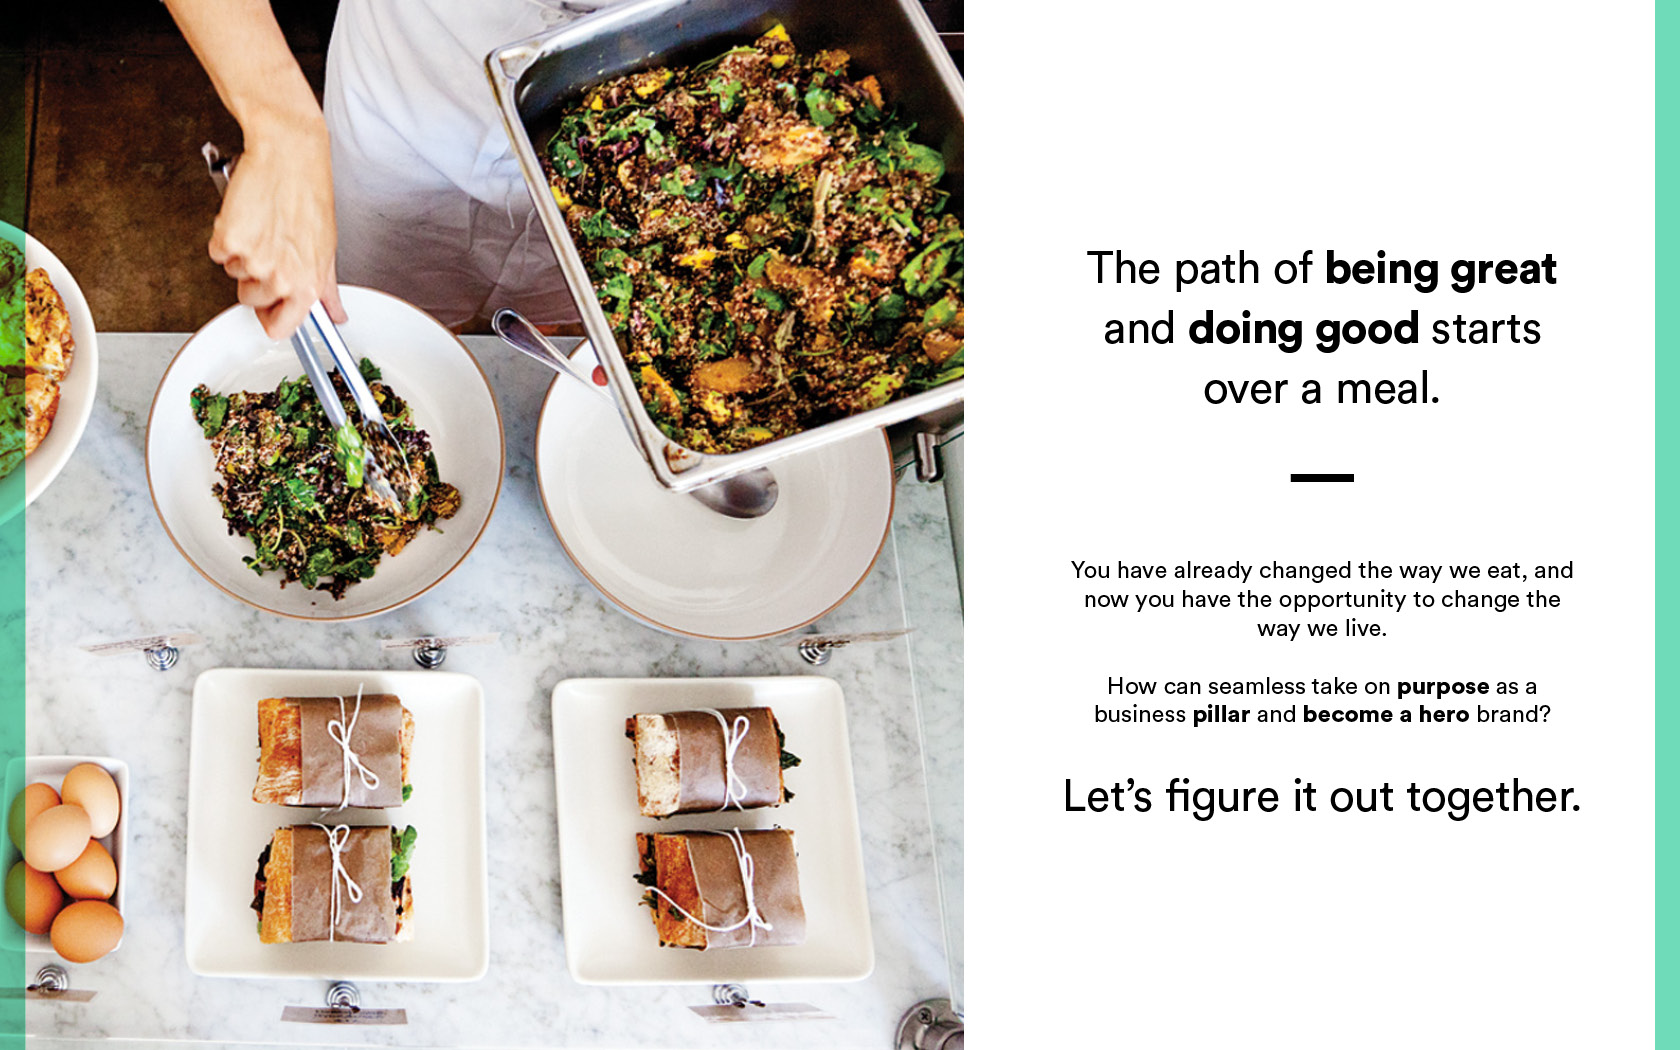 The path of being great
and doing good starts
over a meal.
You have already changed the way we eat, and
now you have the opportunity to change the
way we live.
How can seamless take on purpose as a
business pillar and become a hero brand?
Let's figure it out together.